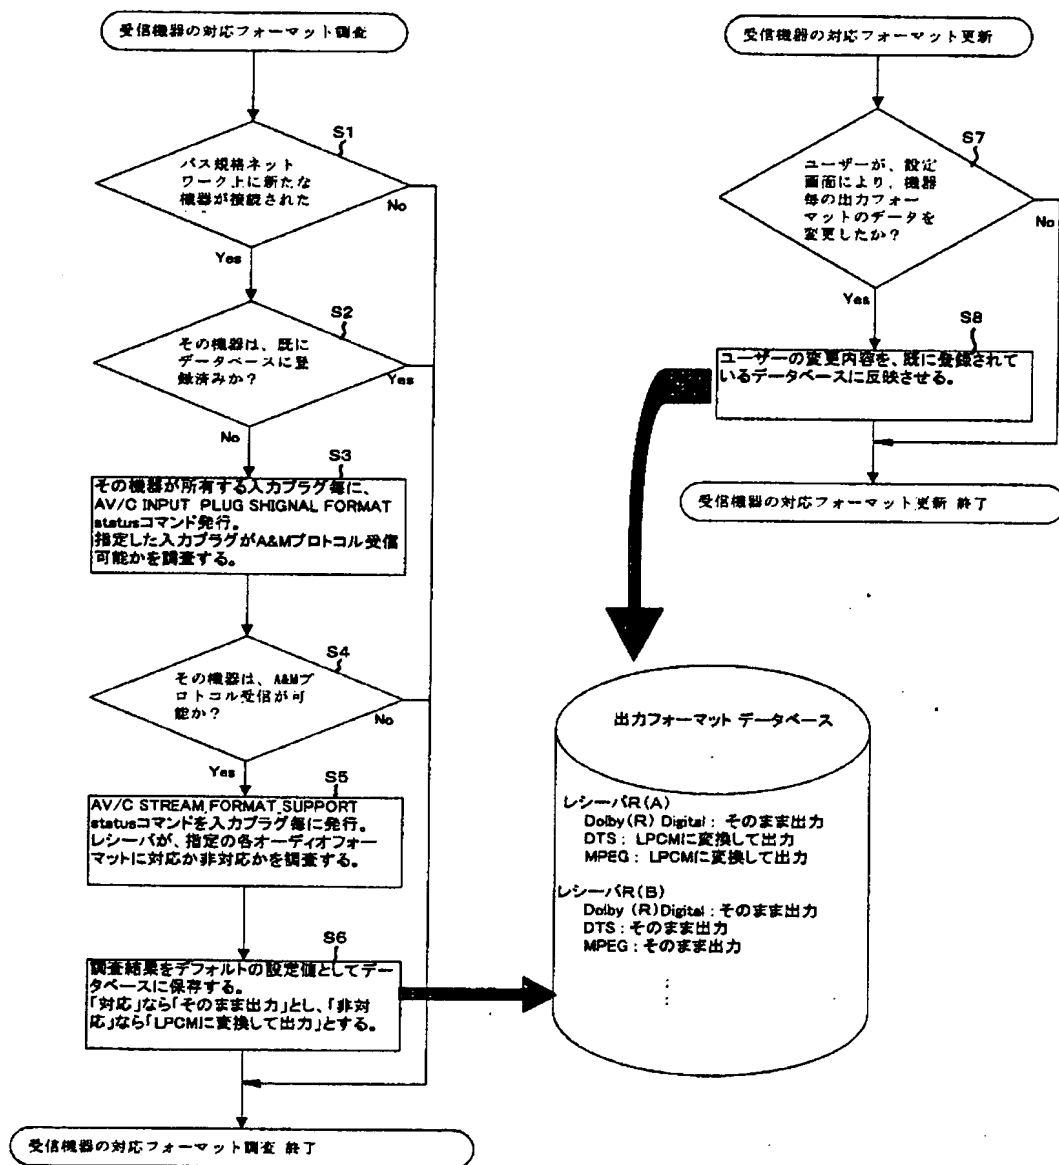 受信機器の対応フォーマット調査
S1
バス規格ネット
ワーク上に新たな
機器が接続された
No
Yes
S2
その機器は、既に
データベースに登
録済みか?
Yes
No
S3
その機器が所有する入力プラグ毎に、
AV/C INPUT PLUG SHIGNAL FORMAT
statusコマンド発行。
指定した入力プラグがA&Mプロトコル受信
可能かを調査する。
S4
その機器は、A&Mプ
ロトコル受信が可
能か?
No
Yes
S5
AV/C STREAM FORMAT SUPPORT
statusコマンドを入力プラグ毎に発行。
レシーバが、指定の各オーディオフォー
マットに対応か非対応かを調査する。
S6
調査結果をデフォルトの設定値としてデー
タベースに保存する。
「対応」なら「そのまま出力」とし、「非対
応」なら「LPCMに変換して出力」とする。
受信機器の対応フォーマット調査 終了
受信機器の対応フォーマット更新
S7
ユーザーが、設定
画面により、機器
毎の出力フォー
マットのデータを
変更したか?
No
Yes
S8
ユーザーの変更内容を、既に登録されて
いるデータベースに反映させる。
受信機器の対応フォーマット更新 終了
出力フォーマット データベース
レシーバR(A)
Dolby(R) Digital : そのまま出力
DTS : LPCMに変換して出力
MPEG : LPCMに変換して出力
レシーバR(B)
Dolby (R) Digital : そのまま出力
DTS : そのまま出力
MPEG : そのまま出力